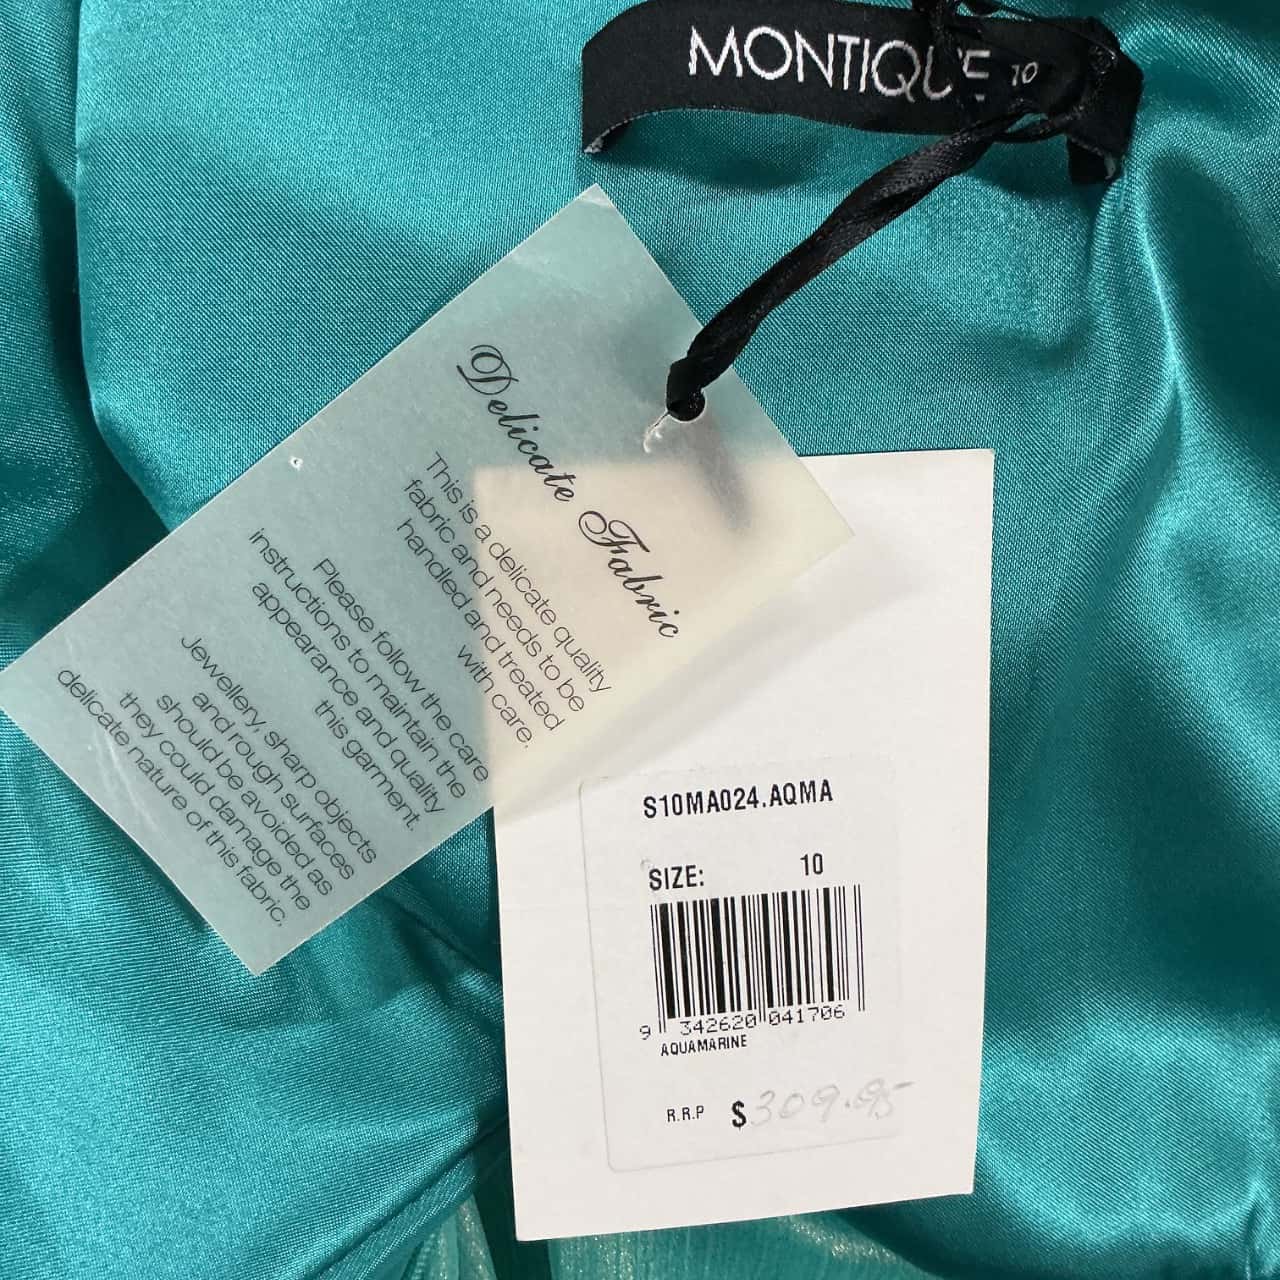 MONTIQUE 10
Delicate Fabric
This is a delicate quality
fabric and needs to be
handled and treated
with care.
Please follow the care
instructions to maintain the
appearance and quality
this garment.
Jewellery, sharp objects
and rough surfaces
should be avoided as
they could damage the
delicate nature of this fabric.
S10MA024.AQMA
SIZE: 10
9 342620 041706
AQUAMARINE
R.R.P $309.95